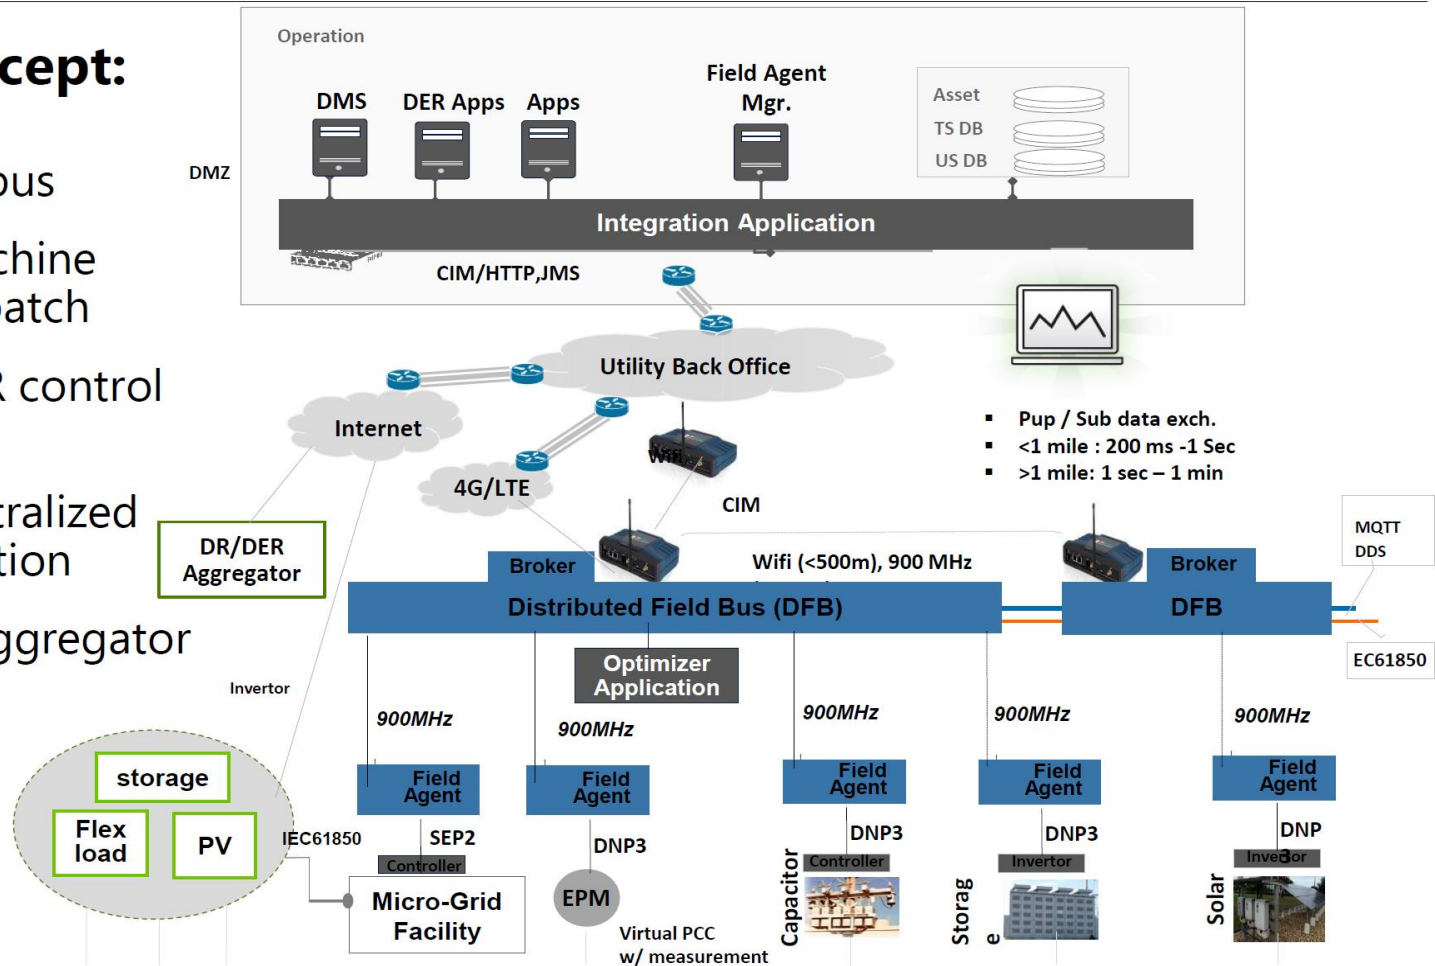 cept:
bus
chine
patch
R control
tralized
tion
ggregator
Operation
DMS
DER Apps
Apps
Field Agent
Mgr.
Asset
TS DB
US DB
DMZ
Integration Application
CIM/HTTP,JMS
Utility Back Office
Internet
4G/LTE
Wifi
CIM
▪ Pup / Sub data exch.
▪ <1 mile : 200 ms -1 Sec
▪ >1 mile: 1 sec – 1 min
DR/DER
Aggregator
Broker
Wifi (<500m), 900 MHz
Broker
MQTT
DDS
Distributed Field Bus (DFB)
DFB
EC61850
Optimizer
Application
Invertor
900MHz
900MHz
900MHz
900MHz
900MHz
storage
Flex
load
PV
Field
Agent
Field
Agent
Field
Agent
Field
Agent
Field
Agent
IEC61850
SEP2
DNP3
DNP3
DNP3
DNP
3
Controller
Controller
Invertor
Invertor
Micro-Grid
Facility
EPM
Virtual PCC
w/ measurement
Capacitor
Storag
e
Solar